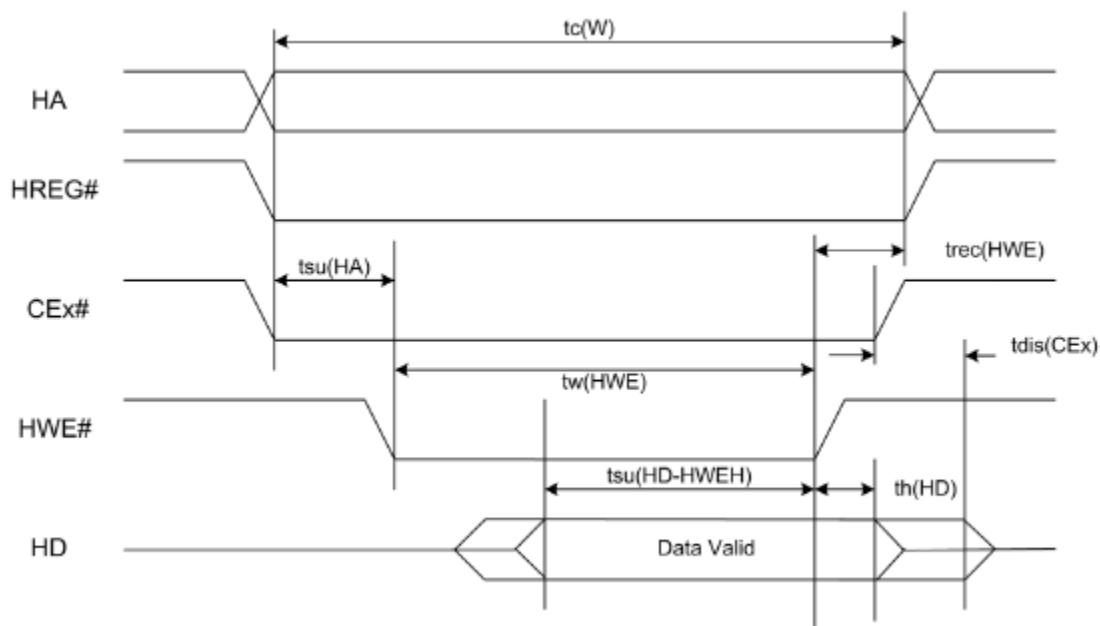 tc(W)
HA
HREG#
tsu(HA)
trec(HWE)
CEx#
tdis(CEx)
tw(HWE)
HWE#
tsu(HD-HWEH)
th(HD)
HD
Data Valid